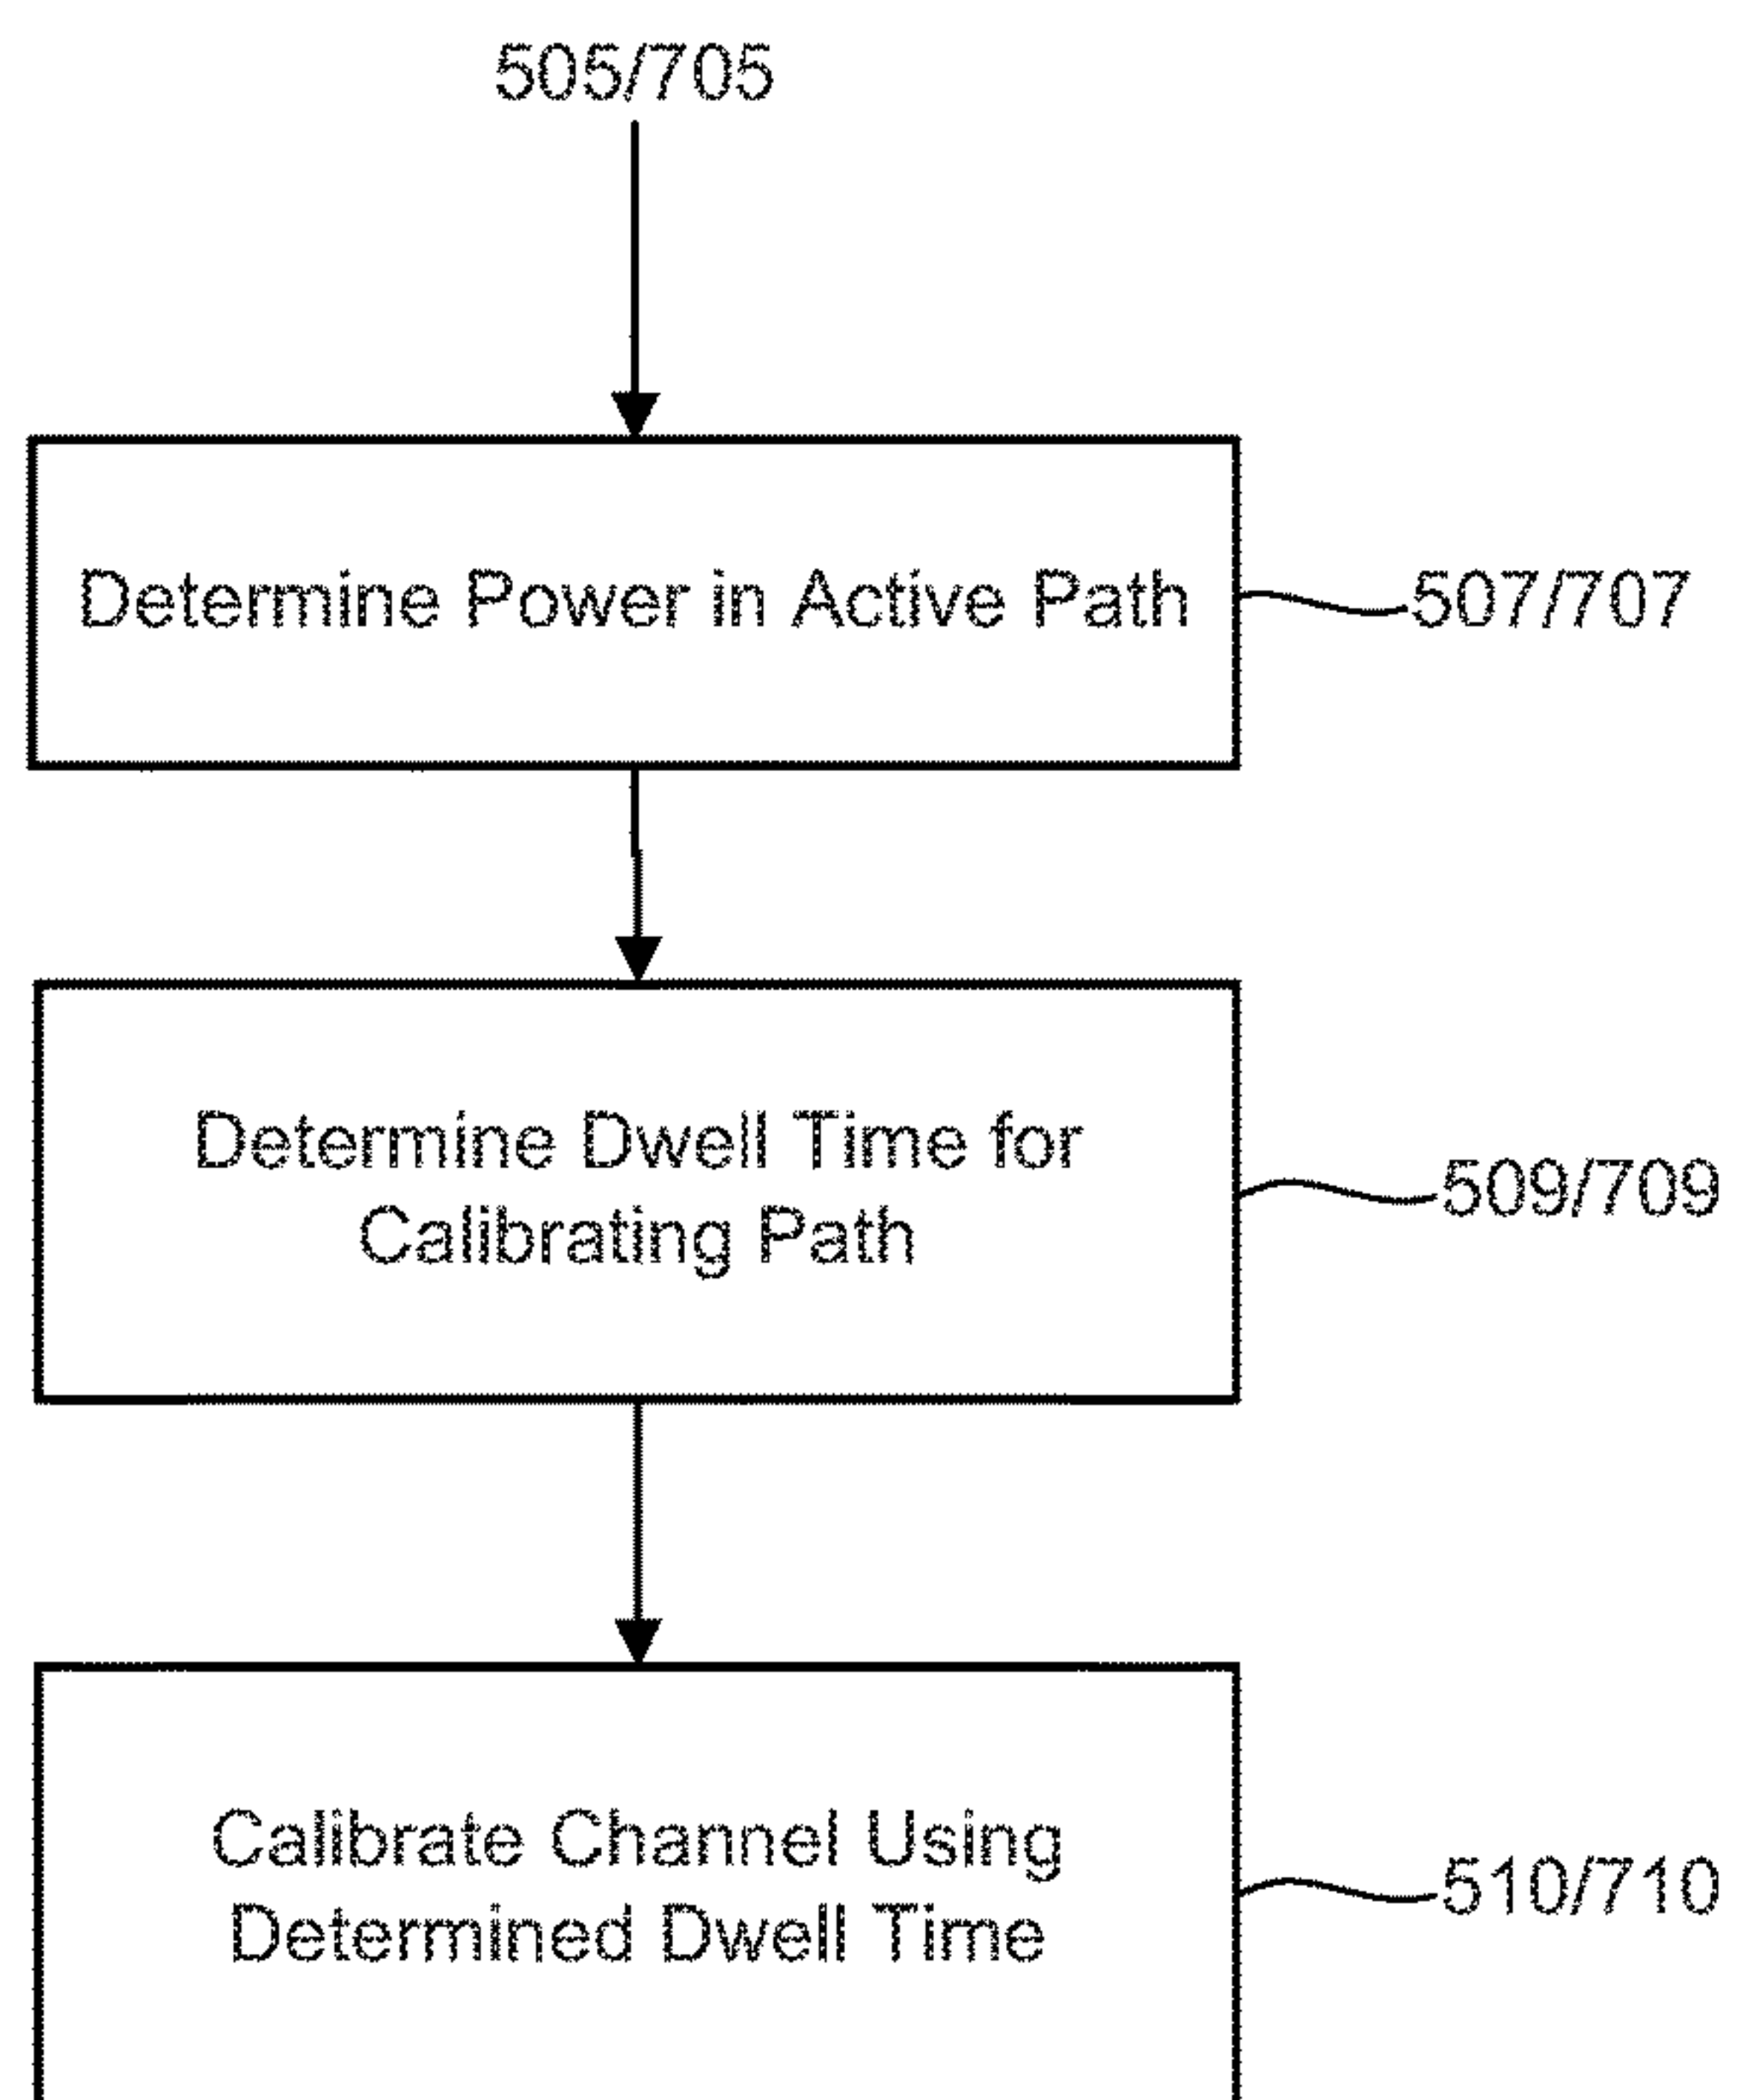 505/705
Determine Power in Active Path
507/707
Determine Dwell Time for
Calibrating Path
509/709
Calibrate Channel Using
Determined Dwell Time
510/710